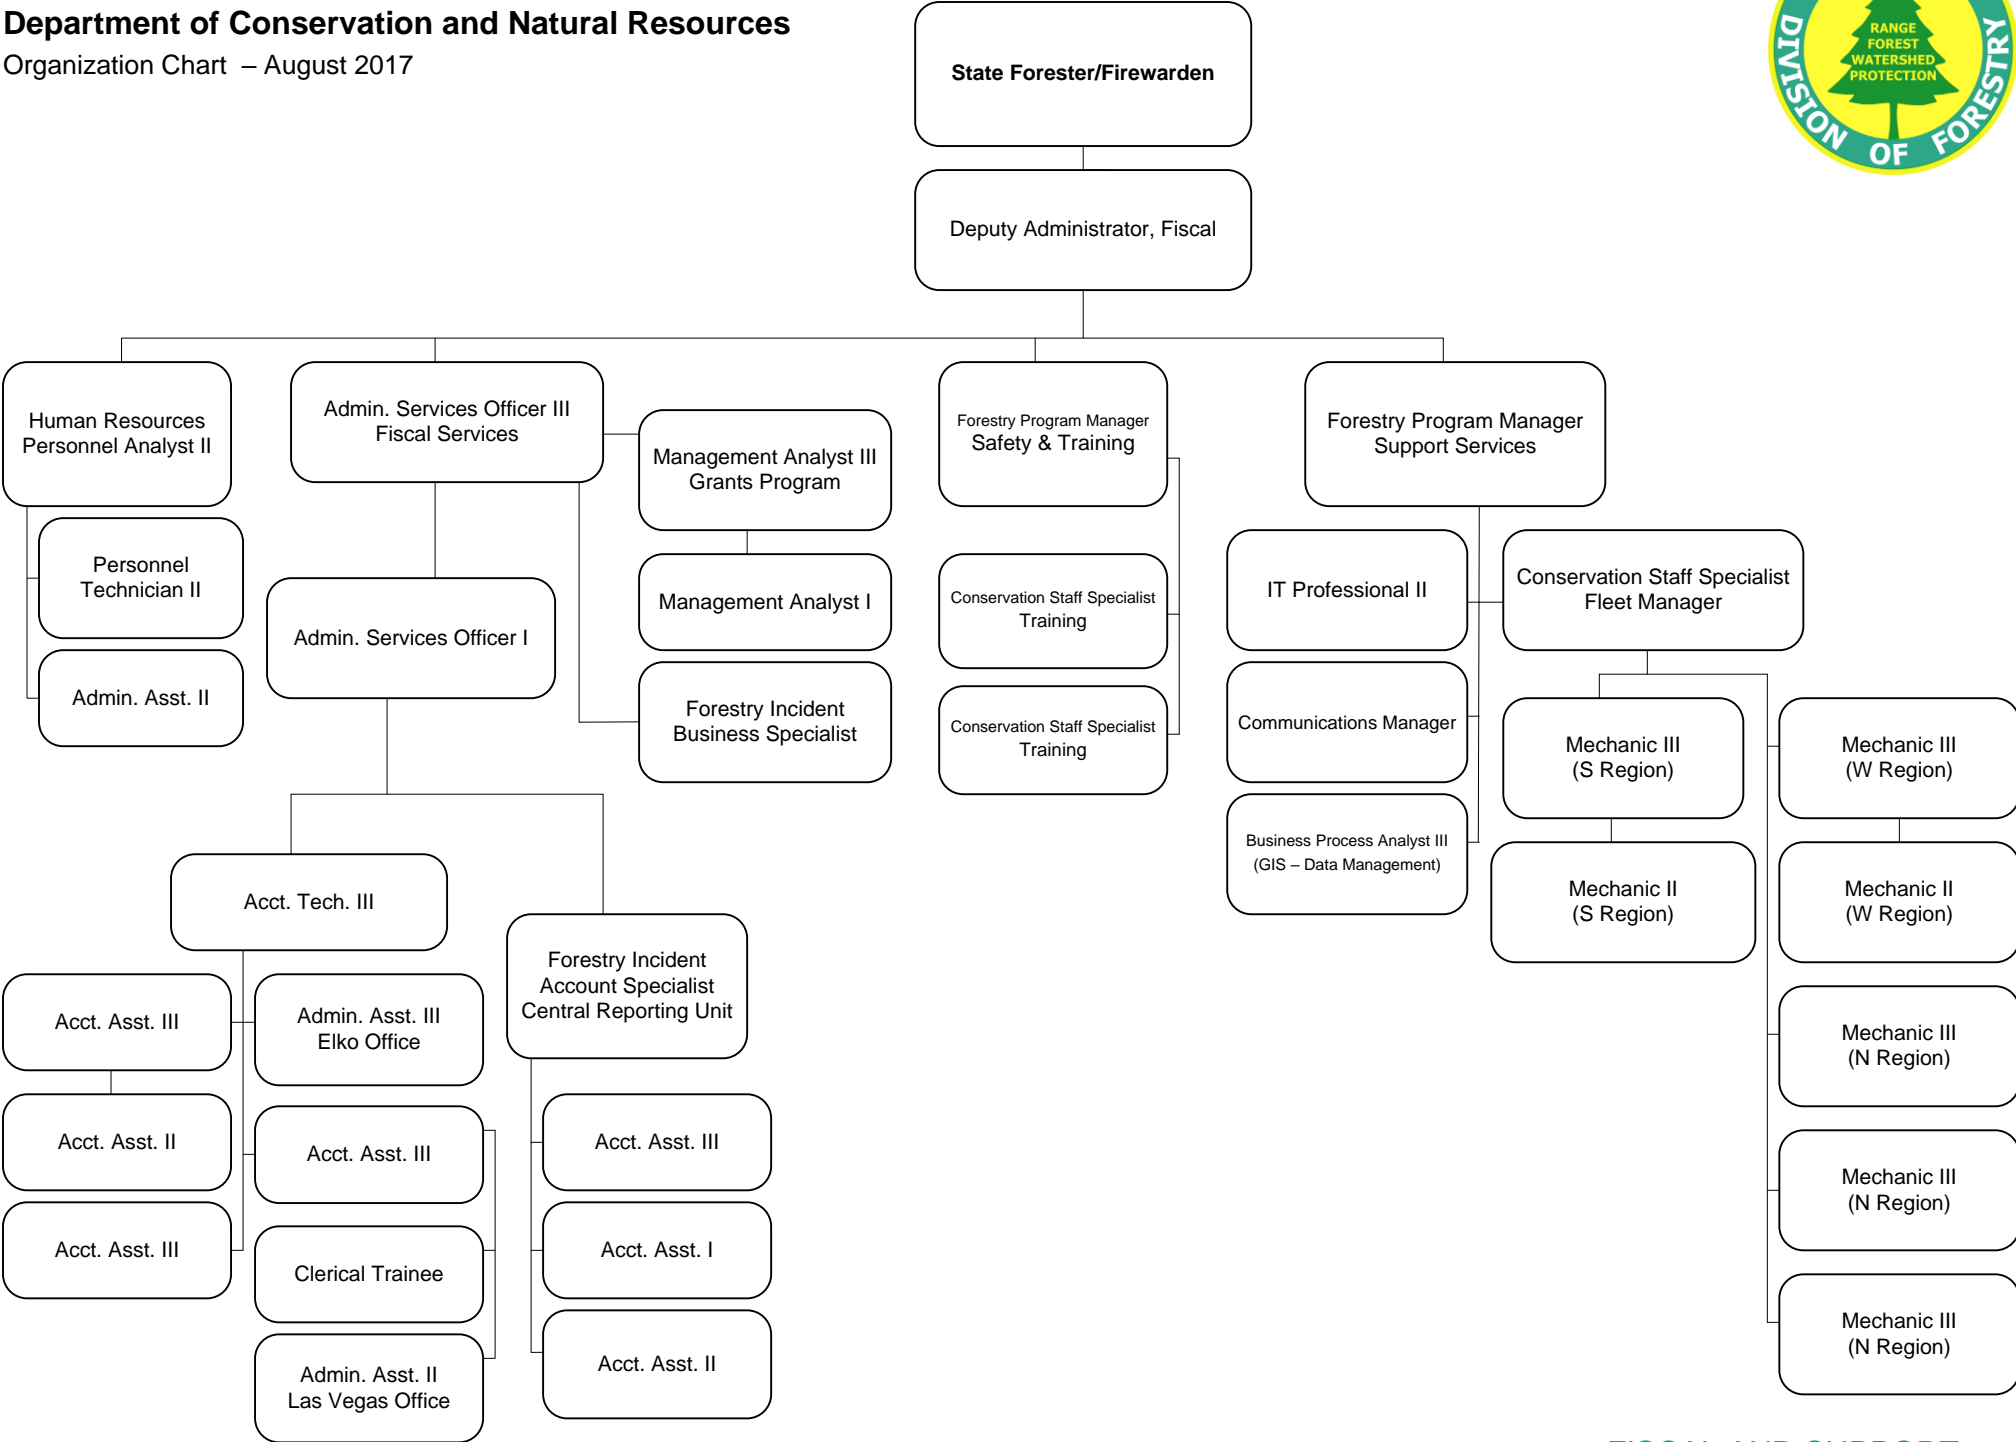 Department of Conservation and Natural Resources
Organization Chart – August 2017
RANGE
FOREST
WATERSHED
PROTECTION
DIVISION OF FORESTRY
State Forester/Firewarden
Deputy Administrator, Fiscal
Human Resources
Personnel Analyst II
Personnel
Technician II
Admin. Asst. II
Admin. Services Officer III
Fiscal Services
Management Analyst III
Grants Program
Management Analyst I
Forestry Incident
Business Specialist
Admin. Services Officer I
Acct. Tech. III
Acct. Asst. III
Acct. Asst. II
Acct. Asst. III
Admin. Asst. III
Elko Office
Acct. Asst. III
Clerical Trainee
Admin. Asst. II
Las Vegas Office
Forestry Incident
Account Specialist
Central Reporting Unit
Acct. Asst. III
Acct. Asst. I
Acct. Asst. II
Forestry Program Manager
Safety & Training
Conservation Staff Specialist
Training
Conservation Staff Specialist
Training
Forestry Program Manager
Support Services
IT Professional II
Communications Manager
Business Process Analyst III
(GIS – Data Management)
Conservation Staff Specialist
Fleet Manager
Mechanic III
(S Region)
Mechanic II
(S Region)
Mechanic III
(W Region)
Mechanic II
(W Region)
Mechanic III
(N Region)
Mechanic III
(N Region)
Mechanic III
(N Region)